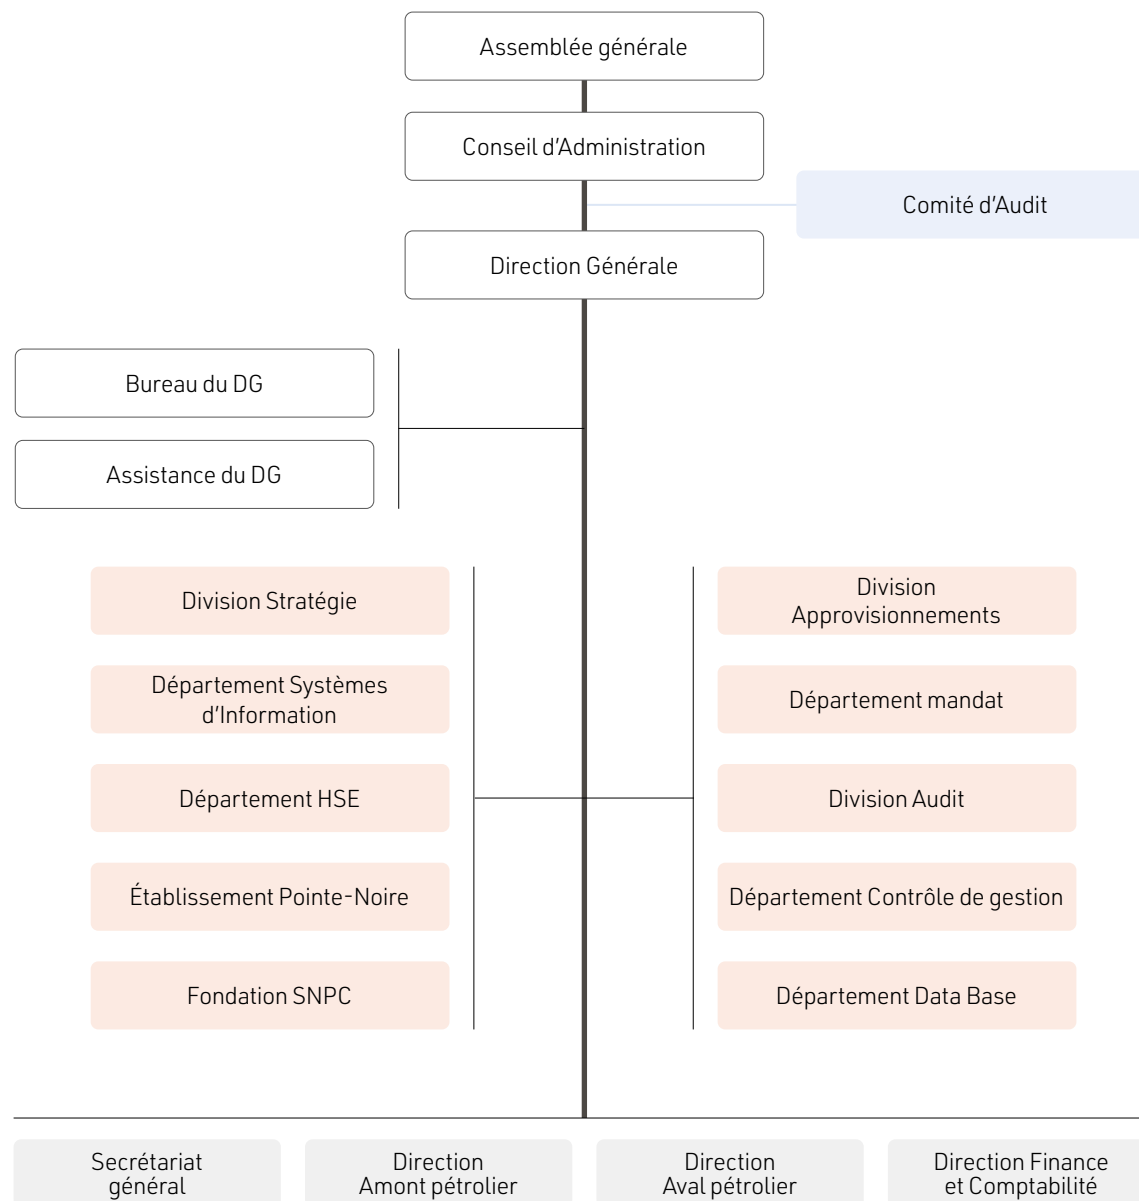 Assemblée générale
Conseil d'Administration
Comité d'Audit
Direction Générale
Bureau du DG
Assistance du DG
Division Stratégie
Département Systèmes
d'Information
Département HSE
Établissement Pointe-Noire
Fondation SNPC
Division
Approvisionnements
Département mandat
Division Audit
Département Contrôle de gestion
Département Data Base
Secrétariat
général
Direction
Amont pétrolier
Direction
Aval pétrolier
Direction Finance
et Comptabilité